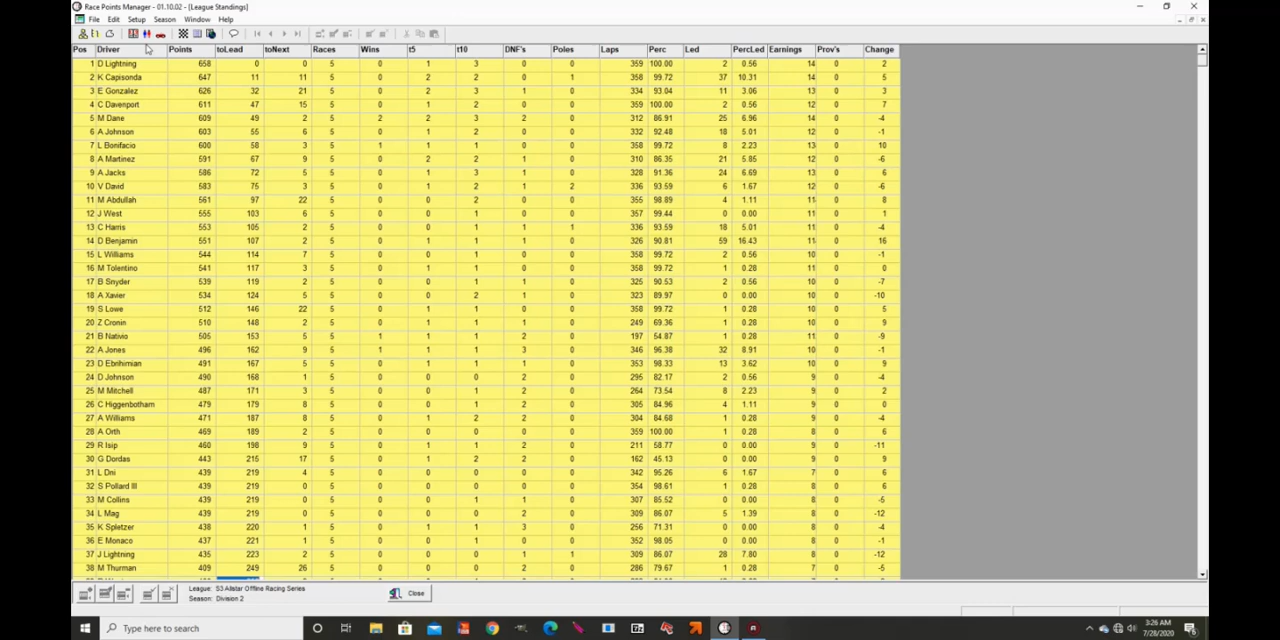 Race Points Manager - 01.10.02 - [League Standings]
File Edit Setup Season Window Help
Pos Driver Points toLead toNext Races Wins t5 t10 DNF's Poles Laps Perc Led PercLed Earnings Prov's Change
1 D Lightning 658 0 0 5 0 1 3 0 0 359 100.00 2 0.56 14 0 2
2 K Capisonda 647 11 11 5 0 2 2 0 1 358 99.72 37 10.31 14 0 5
3 E Gonzalez 626 32 21 5 0 2 3 1 0 334 93.04 11 3.06 13 0 3
4 C Davenport 611 47 15 5 0 1 2 0 0 359 100.00 2 0.56 12 0 7
5 M Dane 609 49 2 5 2 2 3 2 0 312 86.91 25 6.96 14 0 -4
6 A Johnson 603 55 6 5 0 1 2 0 0 332 92.48 18 5.01 12 0 -1
7 L Bonifacio 600 58 3 5 1 1 1 0 0 358 99.72 8 2.23 13 0 10
8 A Martinez 591 67 9 5 0 2 2 1 0 310 86.35 21 5.85 12 0 -6
9 A Jacks 586 72 5 5 0 1 3 1 0 328 91.36 24 6.69 13 0 6
10 V David 583 75 3 5 0 1 2 1 2 336 93.59 6 1.67 12 0 -6
11 M Abdullah 561 97 22 5 0 0 2 0 0 355 98.89 4 1.11 11 0 8
12 J West 555 103 6 5 0 0 1 0 0 357 99.44 0 0.00 11 0 1
13 C Harris 553 105 2 5 0 0 1 1 1 336 93.59 18 5.01 11 0 -4
14 D Benjamin 551 107 2 5 0 1 1 1 0 326 90.81 59 16.43 11 0 16
15 L Williams 544 114 7 5 0 0 1 0 0 358 99.72 2 0.56 10 0 -1
16 M Tolentino 541 117 3 5 0 1 1 0 0 358 99.72 1 0.28 11 0 0
17 B Snyder 539 119 2 5 0 0 1 1 0 325 90.53 2 0.56 10 0 -7
18 A Xavier 534 124 5 5 0 0 2 1 0 323 89.97 0 0.00 10 0 -10
19 S Lowe 512 146 22 5 0 1 1 0 0 358 99.72 1 0.28 10 0 5
20 Z Cronin 510 148 2 5 0 1 1 1 0 249 69.36 1 0.28 10 0 9
21 B Nativio 505 153 5 5 1 1 1 2 0 197 54.87 1 0.28 11 0 -9
22 A Jones 496 162 9 5 1 1 1 3 0 346 96.38 32 8.91 10 0 -1
23 D Ebrihimian 491 167 5 5 0 1 1 1 0 353 98.33 13 3.62 10 0 9
24 D Johnson 490 168 1 5 0 0 0 2 0 295 82.17 2 0.56 9 0 -4
25 M Mitchell 487 171 3 5 0 0 1 2 0 264 73.54 8 2.23 9 0 2
26 C Higgenbotham 479 179 8 5 0 0 1 2 0 305 84.96 4 1.11 9 0 0
27 A Williams 471 187 8 5 0 1 2 2 0 304 84.68 1 0.28 9 0 -4
28 A Orth 469 189 2 5 0 0 0 0 0 359 100.00 1 0.28 8 0 6
29 R Isip 460 198 9 5 0 1 1 2 0 211 58.77 0 0.00 9 0 -11
30 G Dordas 443 215 17 5 0 1 2 2 0 162 45.13 0 0.00 9 0 9
31 L Dni 439 219 4 5 0 0 0 0 0 342 95.26 6 1.67 7 0 6
32 S Pollard III 439 219 0 5 0 0 0 0 0 354 98.61 1 0.28 8 0 6
33 M Collins 439 219 0 5 0 0 1 1 0 307 85.52 0 0.00 8 0 -5
34 L Mag 439 219 0 5 0 0 0 2 0 309 86.07 5 1.39 7 0 -12
35 K Spletzer 438 220 1 5 0 1 1 3 0 256 71.31 0 0.00 8 0 -4
36 E Monaco 437 221 1 5 0 0 0 0 0 352 98.05 0 0.00 8 0 -1
37 J Lightning 435 223 2 5 0 0 0 1 1 309 86.07 28 7.80 8 0 -12
38 M Thurman 409 249 26 5 0 0 0 2 0 286 79.67 1 0.28 8 0 -5
League: S3 Allstar Offline Racing Series
Season: Division 2
Close
Type here to search
3:26 AM
7/28/2020